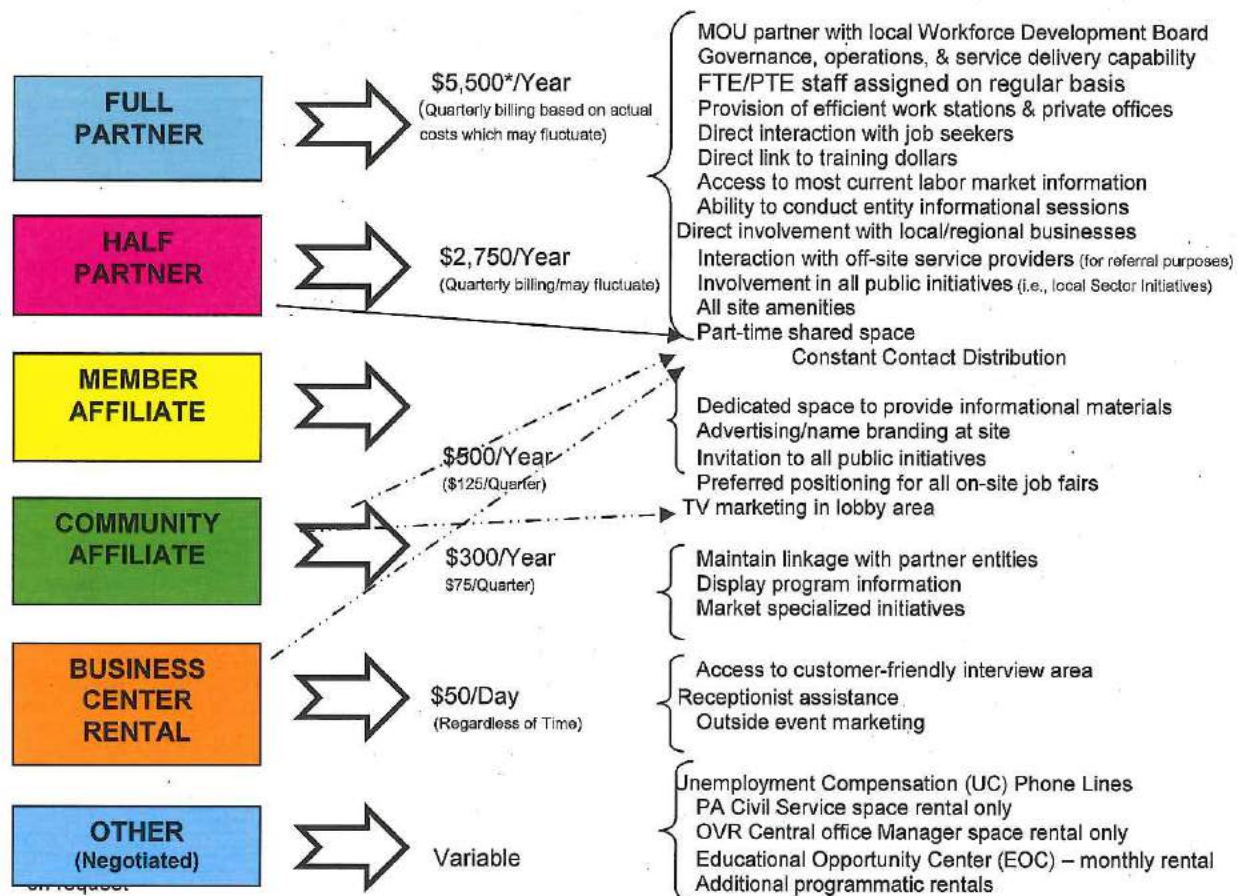 FULL
PARTNER
$5,500*/Year
(Quarterly billing based on actual
costs which may fluctuate)
MOU partner with local Workforce Development Board
Governance, operations, & service delivery capability
FTE/PTE staff assigned on regular basis
Provision of efficient work stations & private offices
Direct interaction with job seekers
Direct link to training dollars
Access to most current labor market information
Ability to conduct entity informational sessions
Direct involvement with local/regional businesses
Interaction with off-site service providers (for referral purposes)
Involvement in all public initiatives (i.e., local Sector Initiatives)
All site amenities
HALF
PARTNER
$2,750/Year
(Quarterly billing/may fluctuate)
Part-time shared space
Constant Contact Distribution
MEMBER
AFFILIATE
$500/Year
($125/Quarter)
Dedicated space to provide informational materials
Advertising/name branding at site
Invitation to all public initiatives
Preferred positioning for all on-site job fairs
TV marketing in lobby area
COMMUNITY
AFFILIATE
$300/Year
$75/Quarter)
Maintain linkage with partner entities
Display program information
Market specialized initiatives
BUSINESS
CENTER
RENTAL
$50/Day
(Regardless of Time)
Access to customer-friendly interview area
Receptionist assistance
Outside event marketing
OTHER
(Negotiated)
Variable
Unemployment Compensation (UC) Phone Lines
PA Civil Service space rental only
OVR Central office Manager space rental only
Educational Opportunity Center (EOC) – monthly rental
Additional programmatic rentals
on request